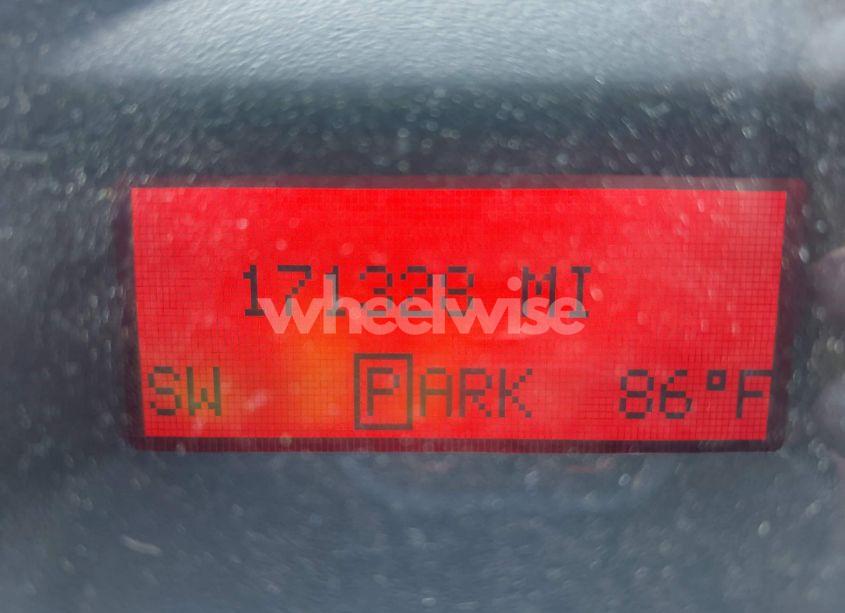 171328 MI
wheelwise
SW PARK 86°F